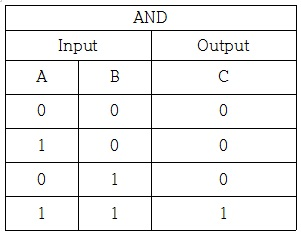 AND
Input Output
A B C
0 0 0
1 0 0
0 1 0
1 1 1